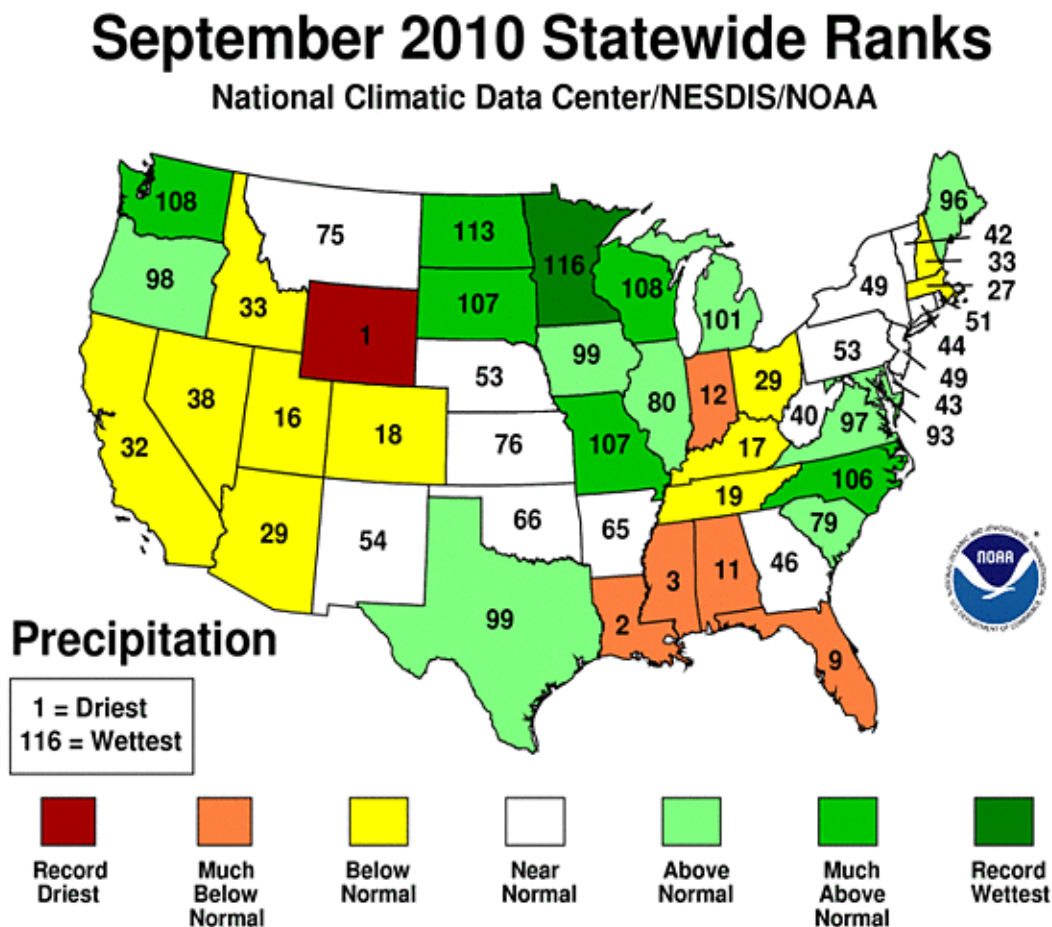 September 2010 Statewide Ranks
National Climatic Data Center/NESDIS/NOAA
108
75
113
116
96
42
98
33
107
108
49
33
27
1
101
51
99
53
44
38
53
12
29
49
16
80
40
43
32
18
76
107
17
97
93
19
106
29
54
66
65
79
46
3
11
99
2
9
NOAA
Precipitation
1 = Driest
116 = Wettest
Record
Driest
Much
Below
Normal
Below
Normal
Near
Normal
Above
Normal
Much
Above
Normal
Record
Wettest